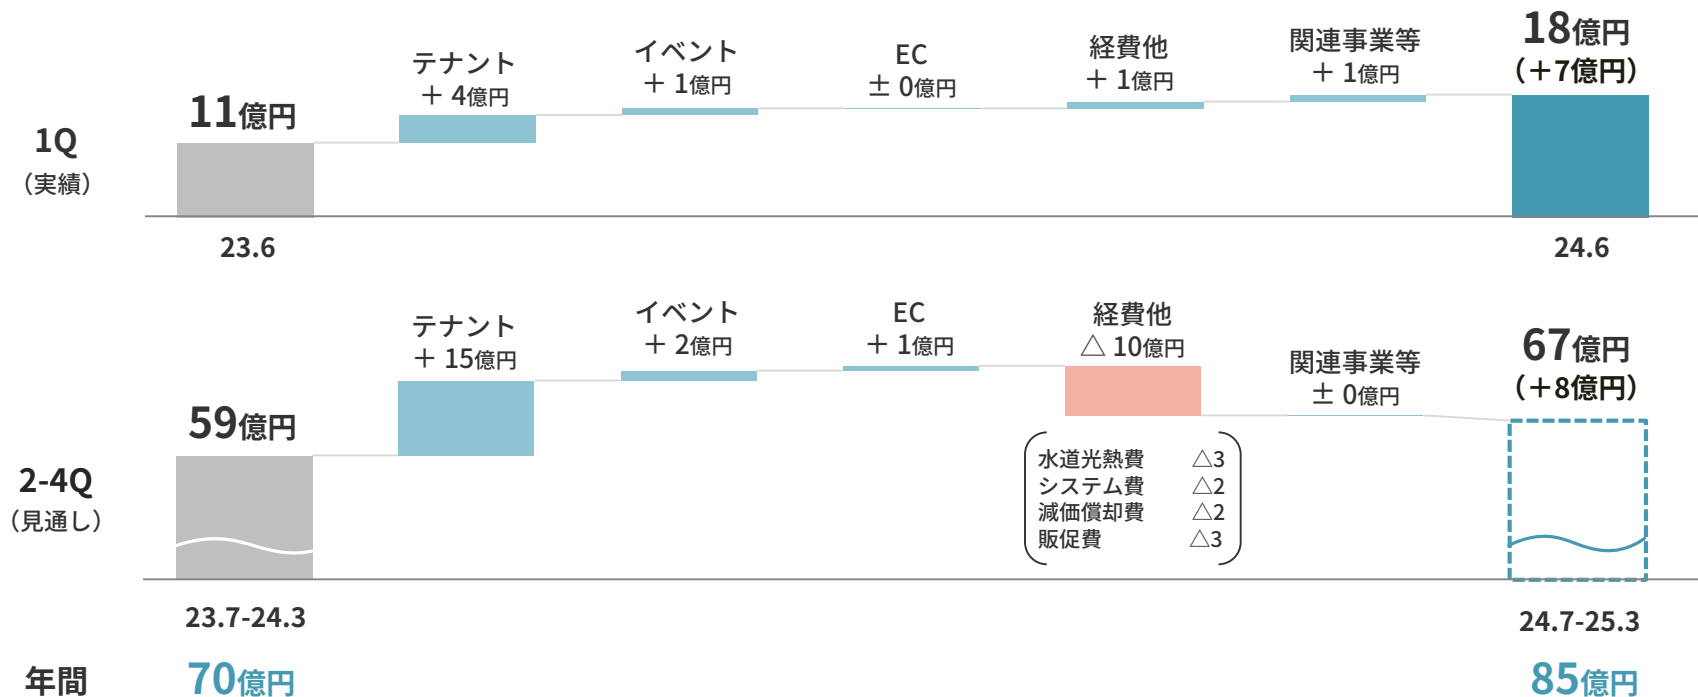 1Q
（実績）
11億円
テナント
＋ 4億円
イベント
＋ 1億円
EC
± 0億円
経費他
＋ 1億円
関連事業等
＋ 1億円
18億円
（＋7億円）
23.6
24.6
2-4Q
（見通し）
59億円
テナント
＋ 15億円
イベント
＋ 2億円
EC
＋ 1億円
経費他
△ 10億円
水道光熱費 △3
システム費 △2
減価償却費 △2
販促費 △3
関連事業等
± 0億円
67億円
（＋8億円）
23.7-24.3
24.7-25.3
年間
70億円
85億円